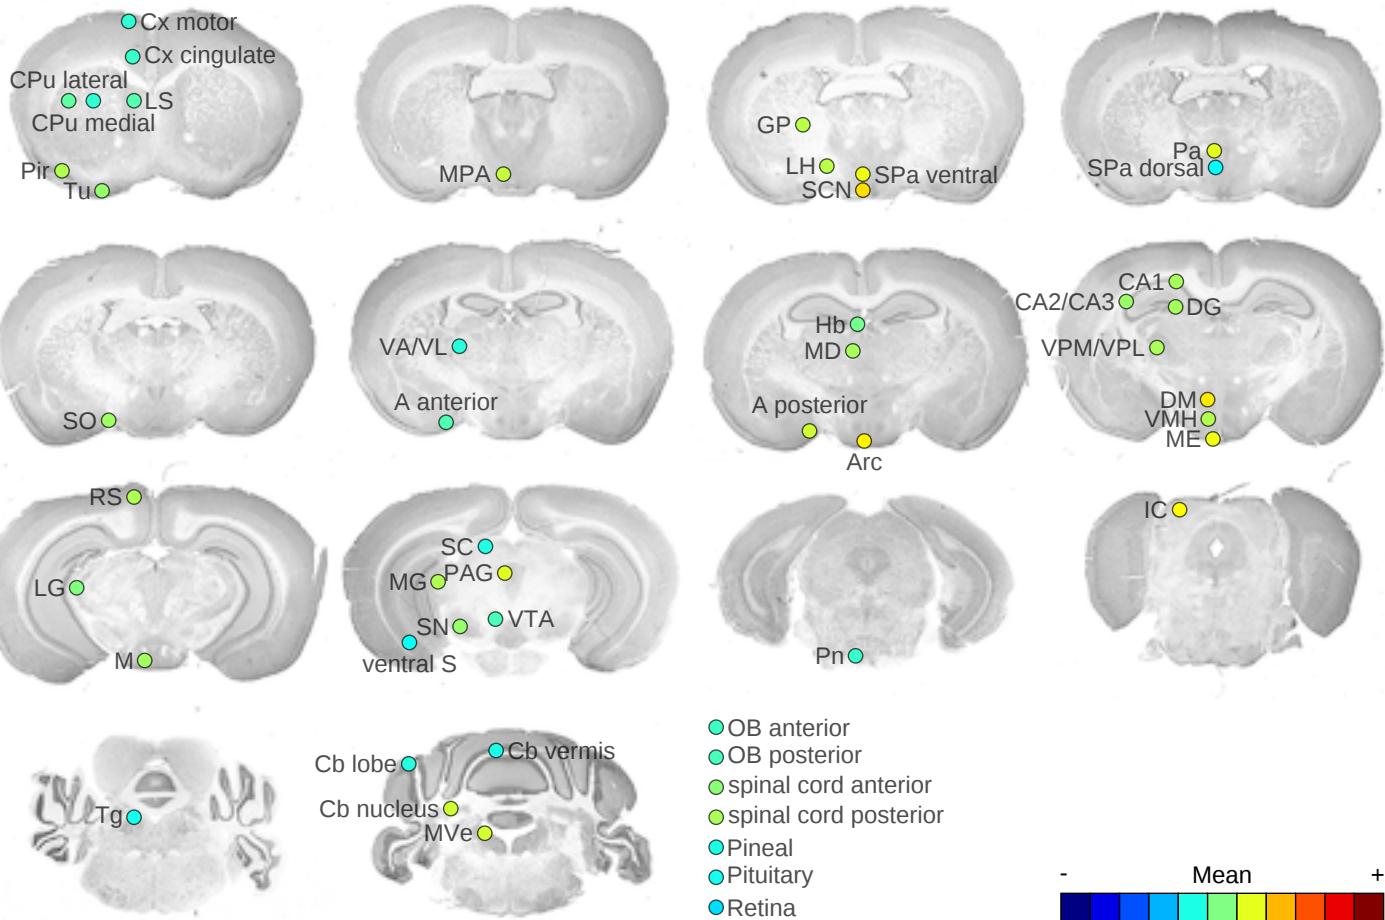 Cx motor
Cx cingulate
CPu lateral
LS
CPu medial
Pir
Tu
MPA
GP
LH
SPa ventral
SCN
Pa
SPa dorsal
SO
VA/VL
A anterior
Hb
MD
A posterior
Arc
CA1
CA2/CA3
DG
VPM/VPL
DM
VMH
ME
RS
LG
M
SC
MG
PAG
SN
VTA
ventral S
Pn
IC
Tg
Cb vermis
Cb lobe
Cb nucleus
MVe
OB anterior
OB posterior
spinal cord anterior
spinal cord posterior
Pineal
Pituitary
Retina
- Mean +